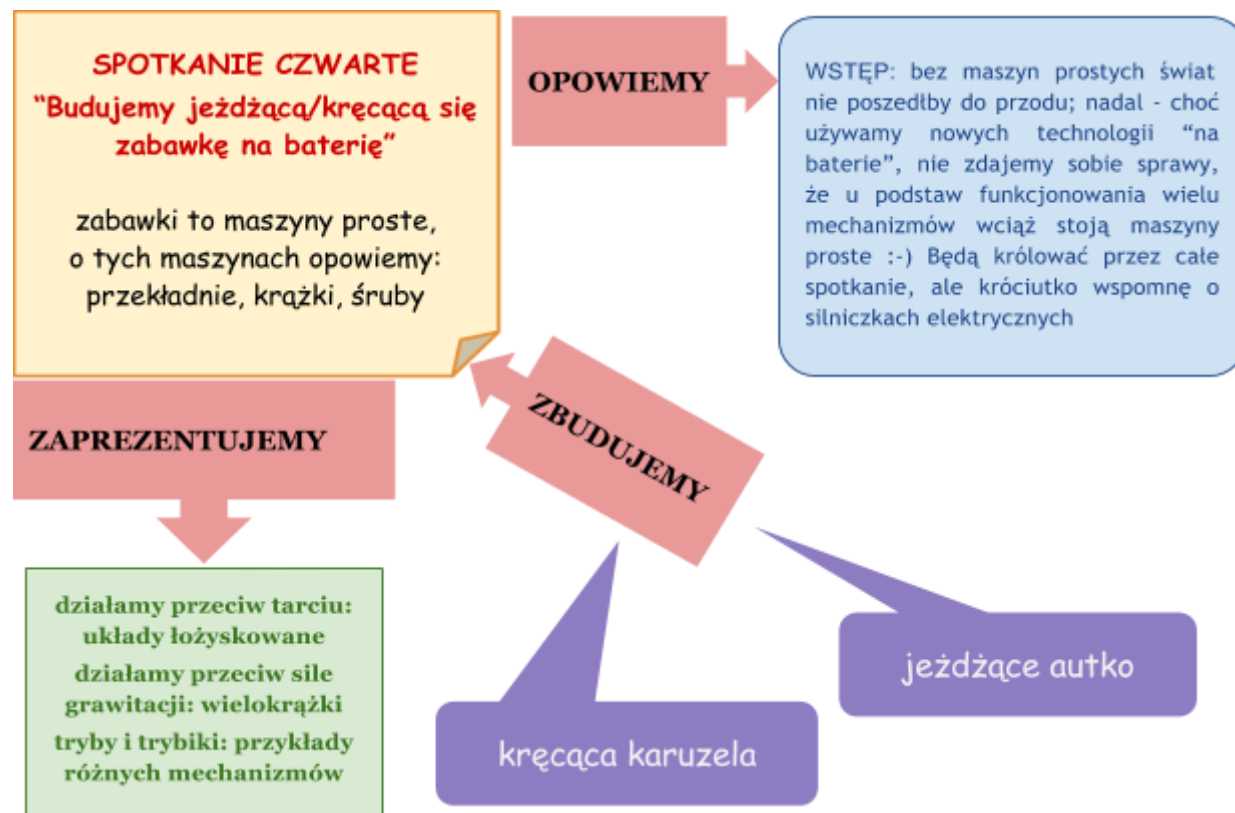 SPOTKANIE CZWARTE
“Budujemy jeżdżącą/kręcącą się
zabawkę na baterię”
zabawki to maszyny proste,
o tych maszynach opowiemy:
przekładnie, krążki, śruby
OPOWIEMY
WSTĘP: bez maszyn prostych świat
nie poszedłby do przodu; nadal - choć
używamy nowych technologii “na
baterie”, nie zdajemy sobie sprawy,
że u podstaw funkcjonowania wielu
mechanizmów wciąż stoją maszyny
proste :-) Będą królować przez całe
spotkanie, ale króciutko wspomnę o
silniczkach elektrycznych
ZAPREZENTUJEMY
działamy przeciw tarciu:
układy łożyskowane
działamy przeciw sile
grawitacji: wielokrążki
tryby i trybiki: przykłady
różnych mechanizmów
ZBUDUJEMY
kręcąca karuzela
jeżdżące autko